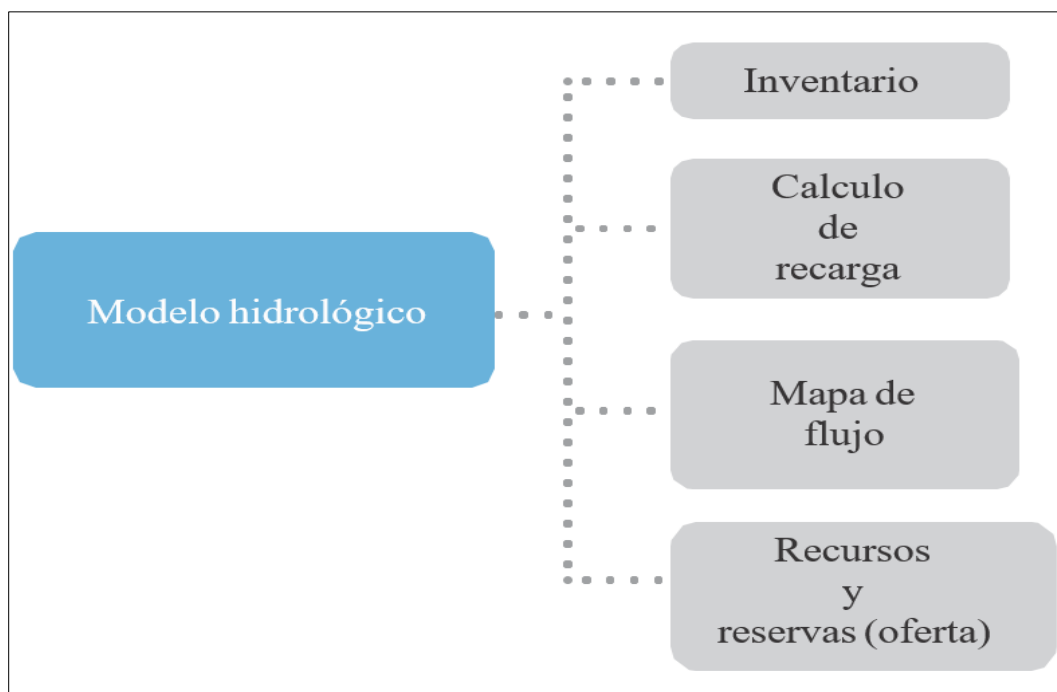 Modelo hidrológico
Inventario
Calculo
de
recarga
Mapa de
flujo
Recursos
y
reservas (oferta)